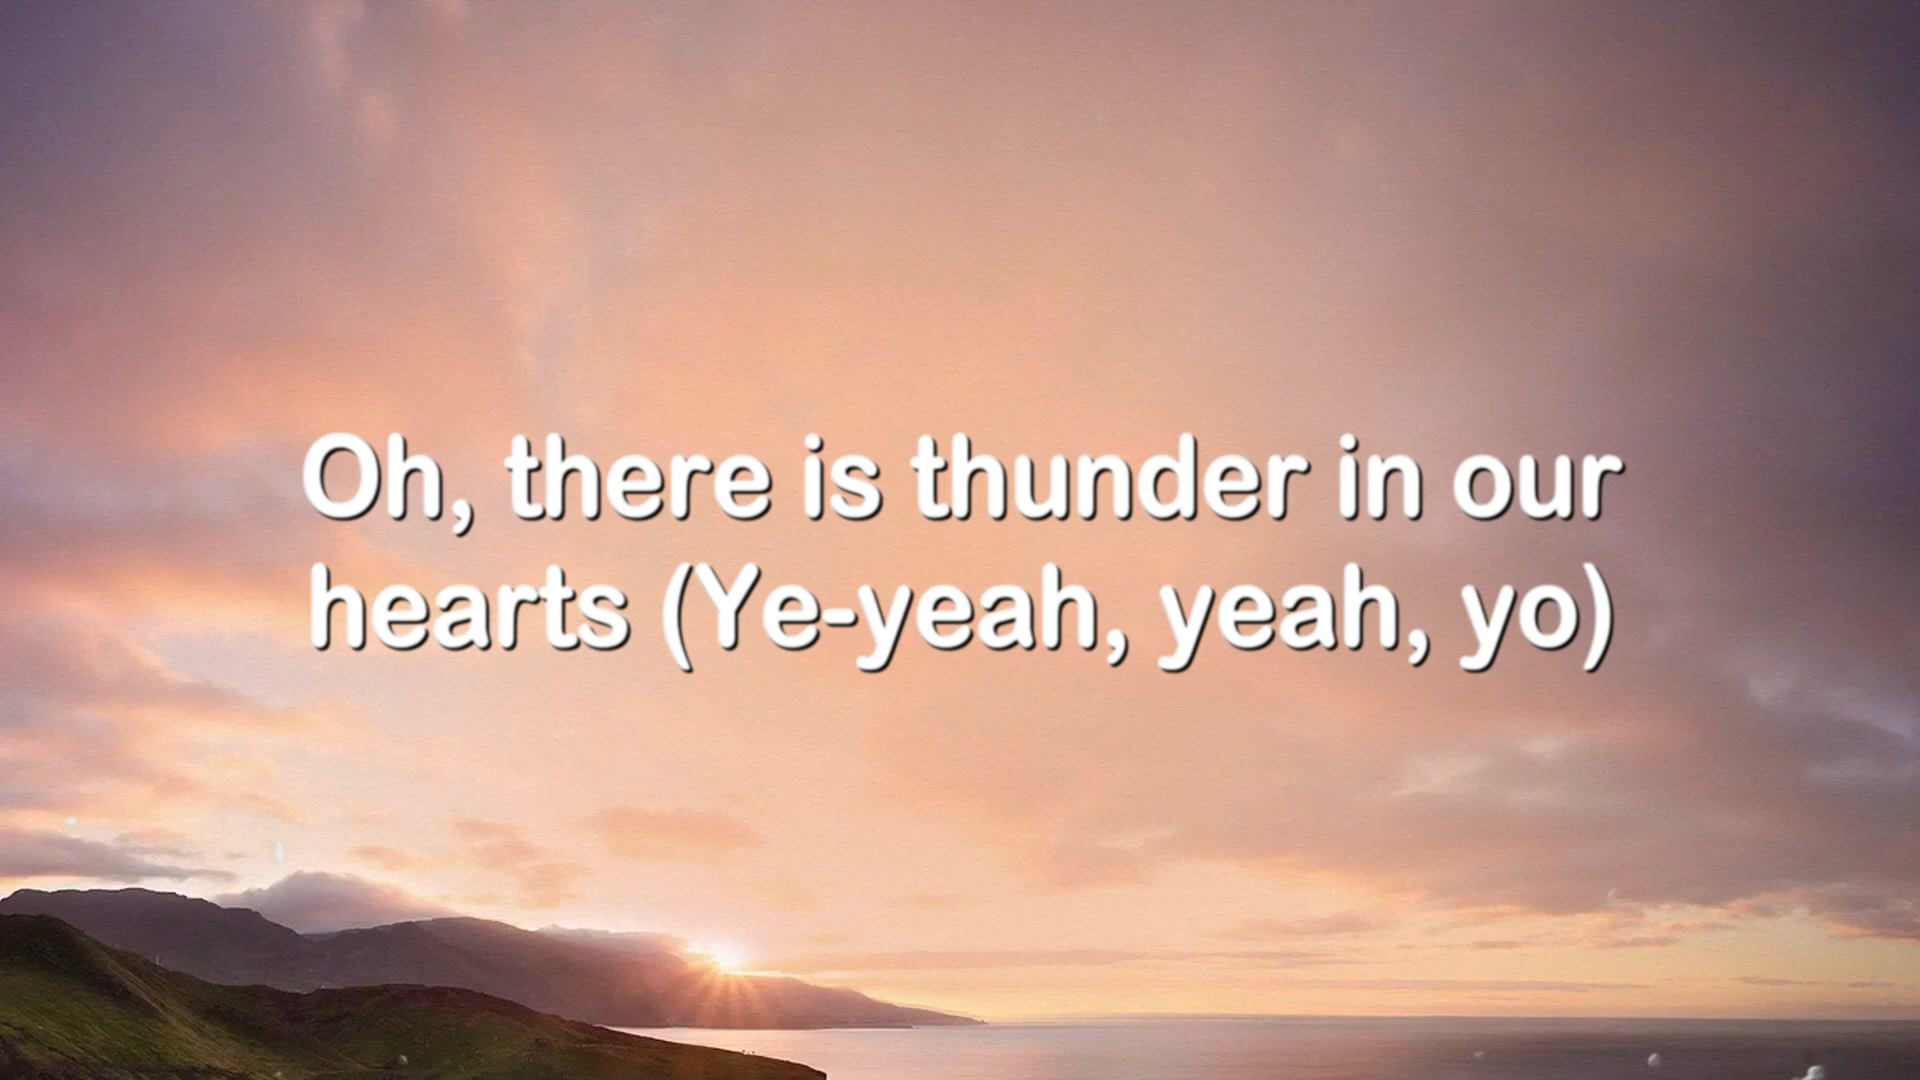 Oh, there is thunder in our
hearts (Ye-yeah, yeah, yo)